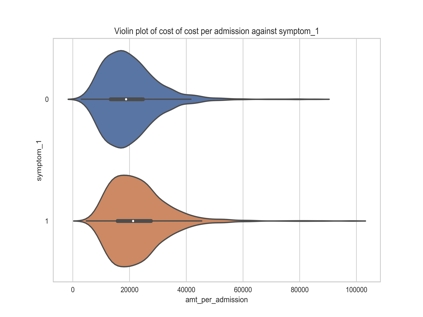 Violin plot of cost of cost per admission against symptom_1
symptom_1
0
1
0 20000 40000 60000 80000 100000
amt_per_admission